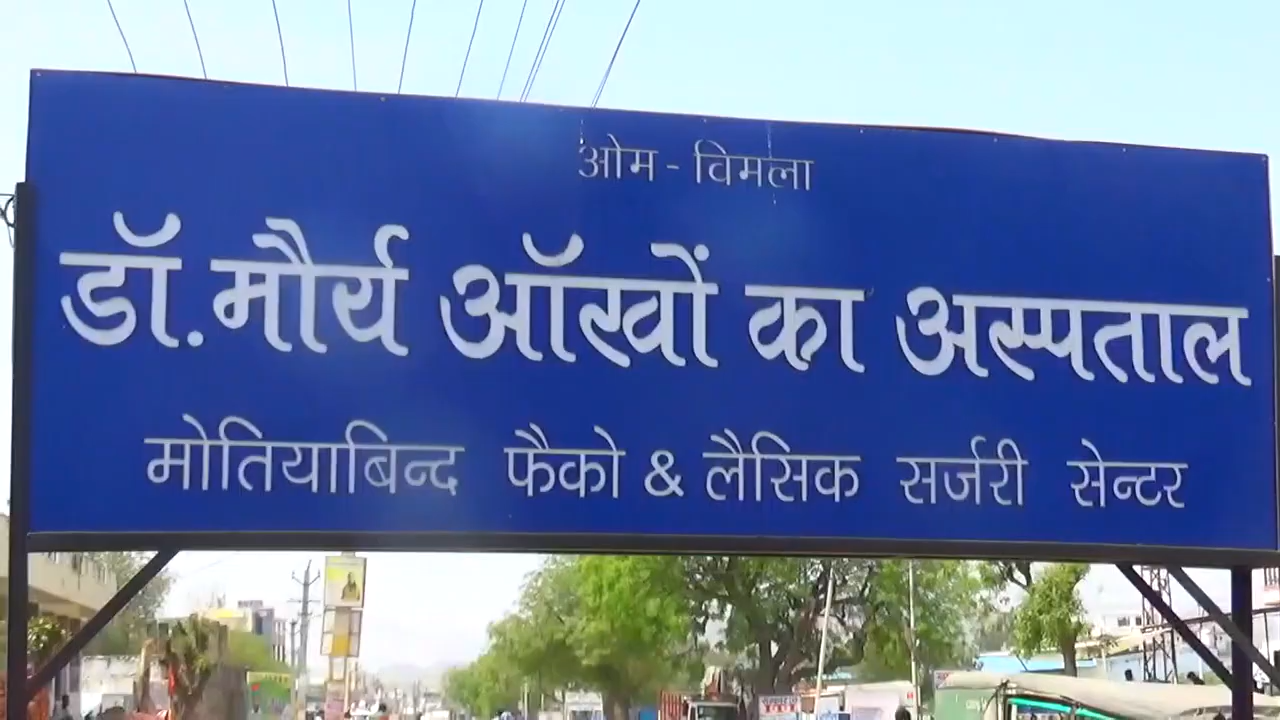 ओम - विमला
डॉ. मौर्य ऑखों का अस्पताल
मोतियाबिन्द फैको & लैसिक सर्जरी सेन्टर